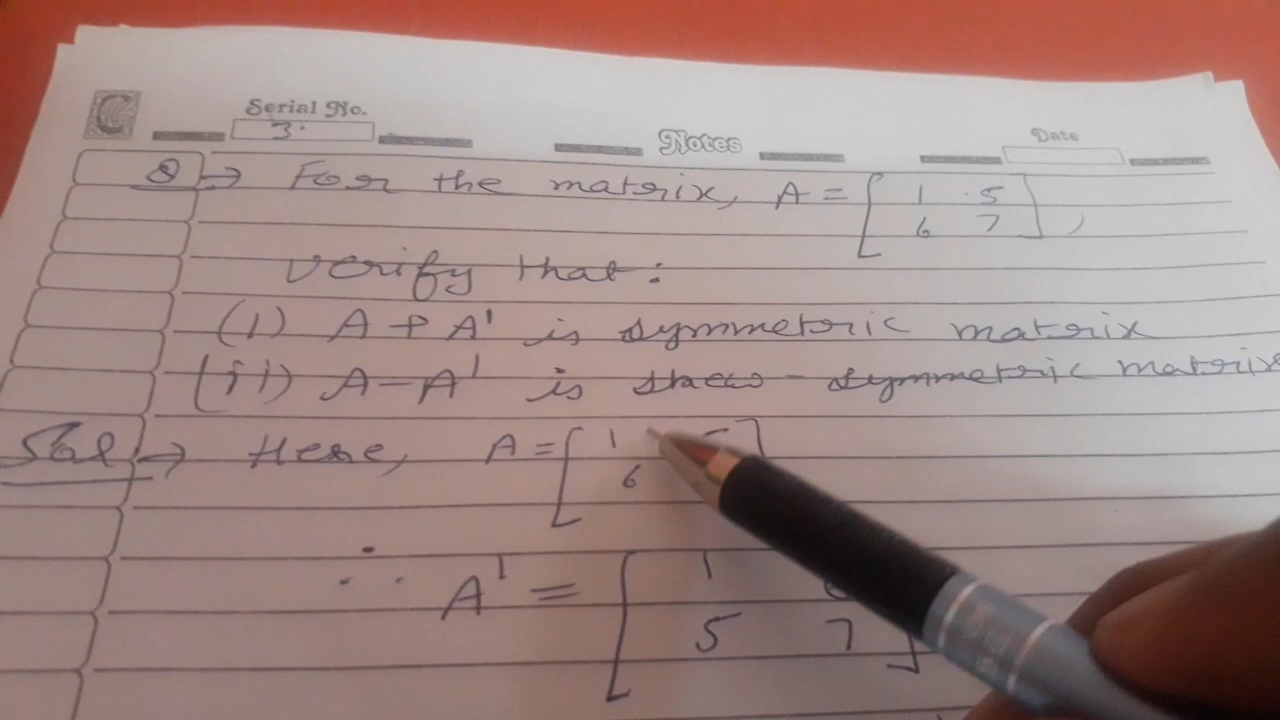 C
Serial No.
3.
Notes
Date
Q → For the matrix, A = [ 1 5
6 7 ] ,
Verify that :
(i) A + A' is symmetric matrix
(ii) A - A' is skew - symmetric matrix
Sol → Here, A = [ 1 5 ]
6
∴ A' = [ 1
5 7 ]